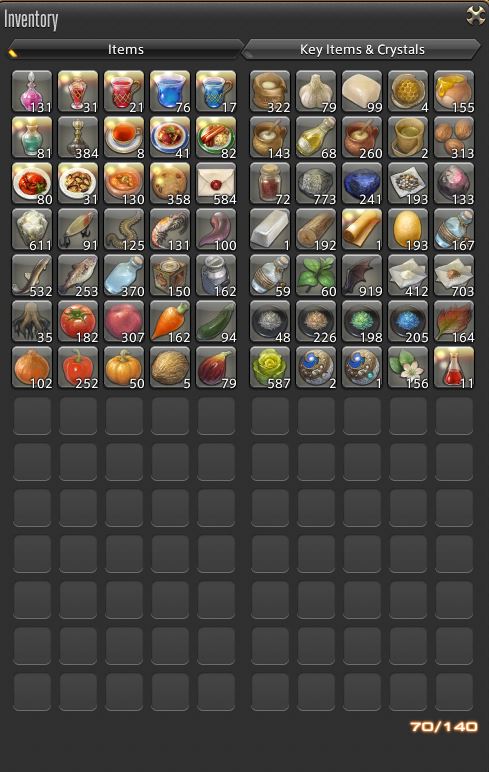 Inventory
Items Key Items & Crystals
131 31 21 76 17 322 79 99 4 155
81 384 8 41 82 143 68 260 2 313
80 31 130 358 584 72 773 241 193 133
611 91 125 131 100 1 192 1 193 167
532 253 370 150 162 59 60 919 412 703
35 182 307 162 94 48 226 198 205 164
102 252 50 5 79 587 2 1 156 11
70/140